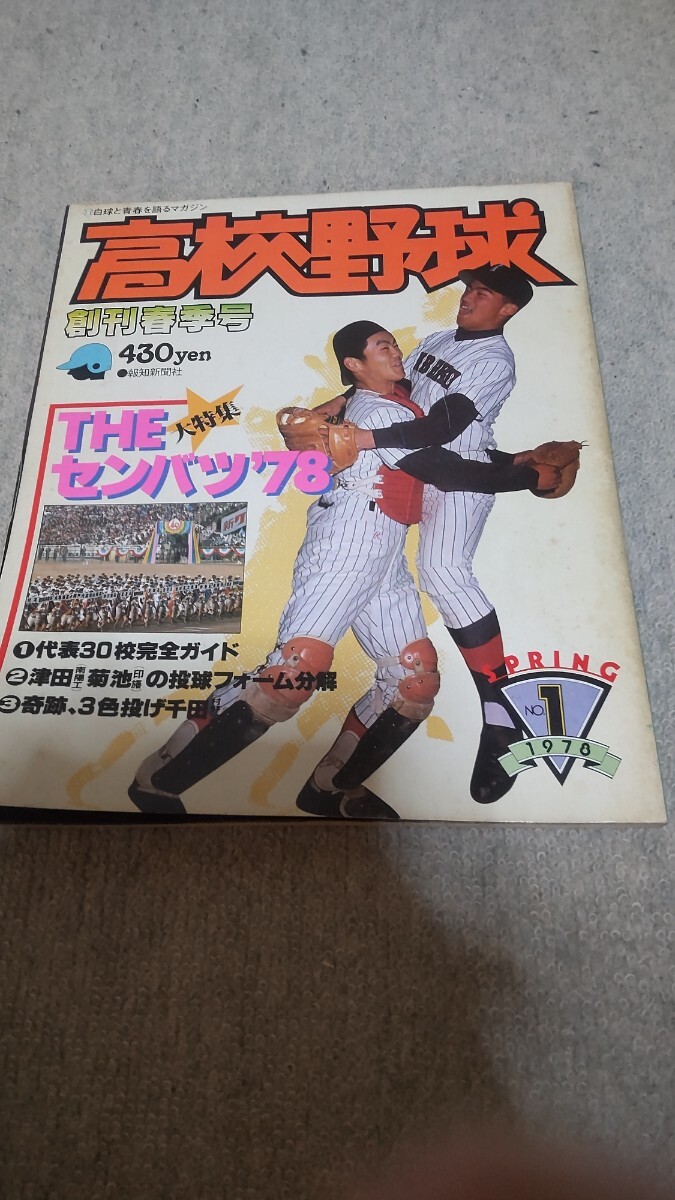 白球と青春を語るマガジン
高校野球
創刊春季号
430yen
●報知新聞社
大特集
THE
センバツ'78
❶代表30校完全ガイド
②津田南陽工菊池印旛の投球フォーム分解
③奇跡、3色投げ千田
SPRING
NO. 1
1978